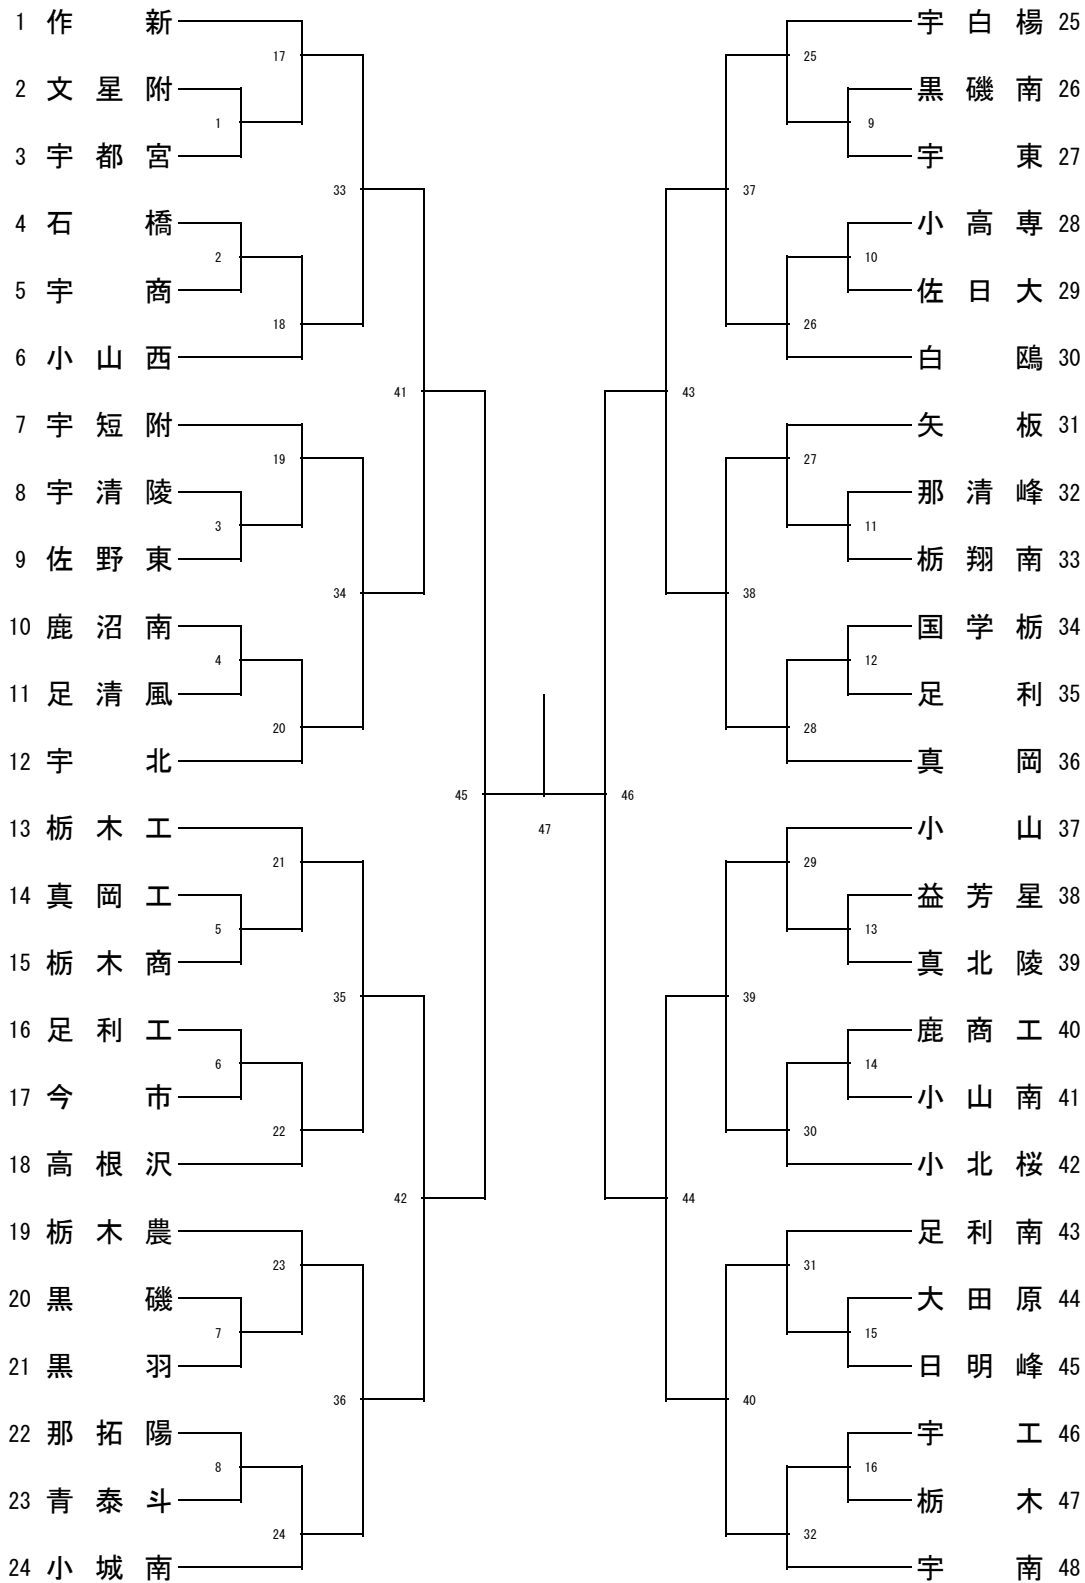 1 作新
2 文星附
3 宇都宮
4 石橋
5 宇商
6 小山西
7 宇短附
8 宇清陵
9 佐野東
10 鹿沼南
11 足清風
12 宇北
13 栃木工
14 真岡工
15 栃木商
16 足利工
17 今市
18 高根沢
19 栃木農
20 黒磯
21 黒羽
22 那拓陽
23 青泰斗
24 小城南
1
2
3
4
5
6
7
8
17
18
19
20
21
22
23
24
33
34
35
36
41
42
45
47
46
43
44
37
38
39
40
25
26
27
28
29
30
31
32
9
10
11
12
13
14
15
16
宇白楊 25
黒磯南 26
宇東 27
小高専 28
佐日大 29
白鴎 30
矢板 31
那清峰 32
栃翔南 33
国学栃 34
足利 35
真岡 36
小山 37
益芳星 38
真北陵 39
鹿商工 40
小山南 41
小北桜 42
足利南 43
大田原 44
日明峰 45
宇工 46
栃木 47
宇南 48